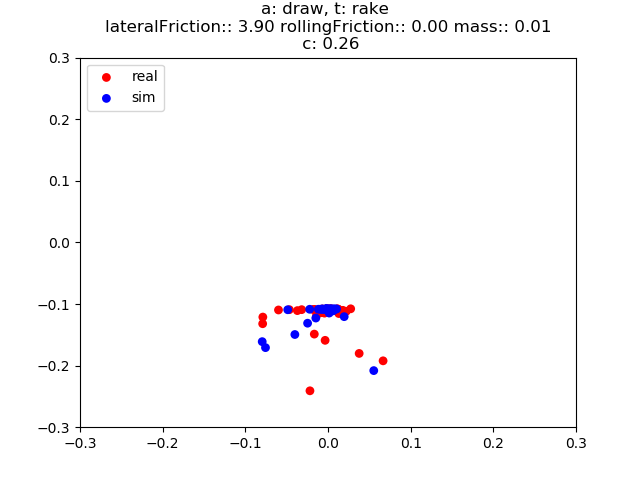 a: draw, t: rake
lateralFriction:: 3.90 rollingFriction:: 0.00 mass:: 0.01
c: 0.26
real
sim
0.3
0.2
0.1
0.0
−0.1
−0.2
−0.3
−0.3
−0.2
−0.1
0.0
0.1
0.2
0.3